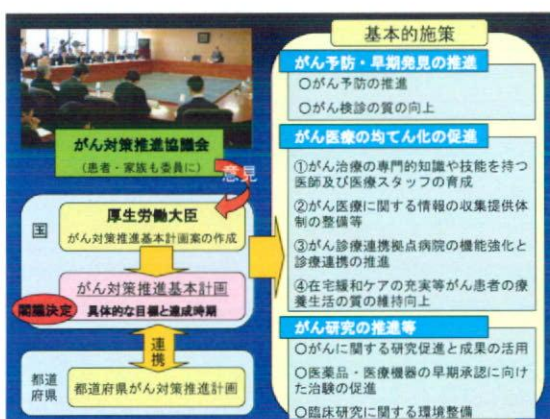 がん対策推進協議会
(患者・家族も委員に)
意見
国
厚生労働大臣
がん対策推進基本計画案の作成
がん対策推進基本計画
閣議決定
具体的な目標と達成時期
連携
都道府県
都道府県がん対策推進計画
基本的施策
がん予防・早期発見の推進
○がん予防の推進
○がん検診の質の向上
がん医療の均てん化の促進
①がん治療の専門的知識や技能を持つ
医師及び医療スタッフの育成
②がん医療に関する情報の収集提供体
制の整備等
③がん診療連携拠点病院の機能強化と
診療連携の推進
④在宅緩和ケアの充実等がん患者の療
養生活の質の維持向上
がん研究の推進等
○がんに関する研究促進と成果の活用
○医薬品・医療機器の早期承認に向け
た治験の促進
○臨床研究に関する環境整備